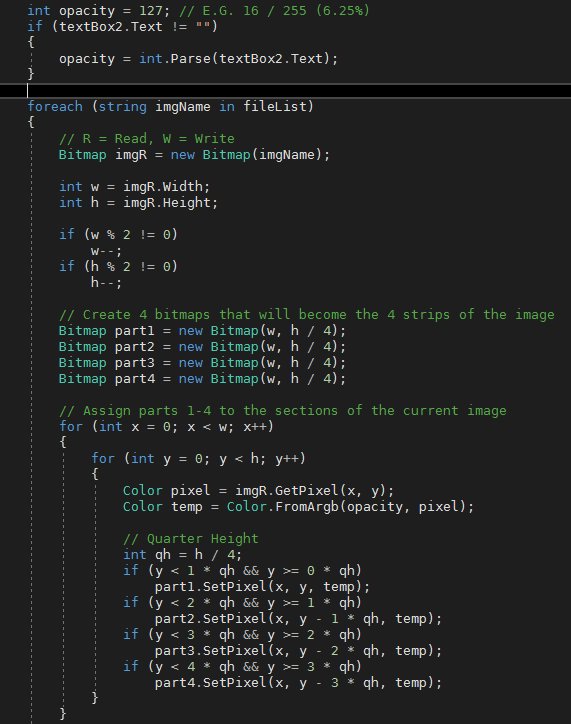 int opacity = 127; // E.G. 16 / 255 (6.25%)
if (textBox2.Text != "")
{
    opacity = int.Parse(textBox2.Text);
}

foreach (string imgName in fileList)
{
    // R = Read, W = Write
    Bitmap imgR = new Bitmap(imgName);

    int w = imgR.Width;
    int h = imgR.Height;

    if (w % 2 != 0)
        w--;
    if (h % 2 != 0)
        h--;

    // Create 4 bitmaps that will become the 4 strips of the image
    Bitmap part1 = new Bitmap(w, h / 4);
    Bitmap part2 = new Bitmap(w, h / 4);
    Bitmap part3 = new Bitmap(w, h / 4);
    Bitmap part4 = new Bitmap(w, h / 4);

    // Assign parts 1-4 to the sections of the current image
    for (int x = 0; x < w; x++)
    {
        for (int y = 0; y < h; y++)
        {
            Color pixel = imgR.GetPixel(x, y);
            Color temp = Color.FromArgb(opacity, pixel);

            // Quarter Height
            int qh = h / 4;
            if (y < 1 * qh && y >= 0 * qh)
                part1.SetPixel(x, y, temp);
            if (y < 2 * qh && y >= 1 * qh)
                part2.SetPixel(x, y - 1 * qh, temp);
            if (y < 3 * qh && y >= 2 * qh)
                part3.SetPixel(x, y - 2 * qh, temp);
            if (y < 4 * qh && y >= 3 * qh)
                part4.SetPixel(x, y - 3 * qh, temp);
        }
    }